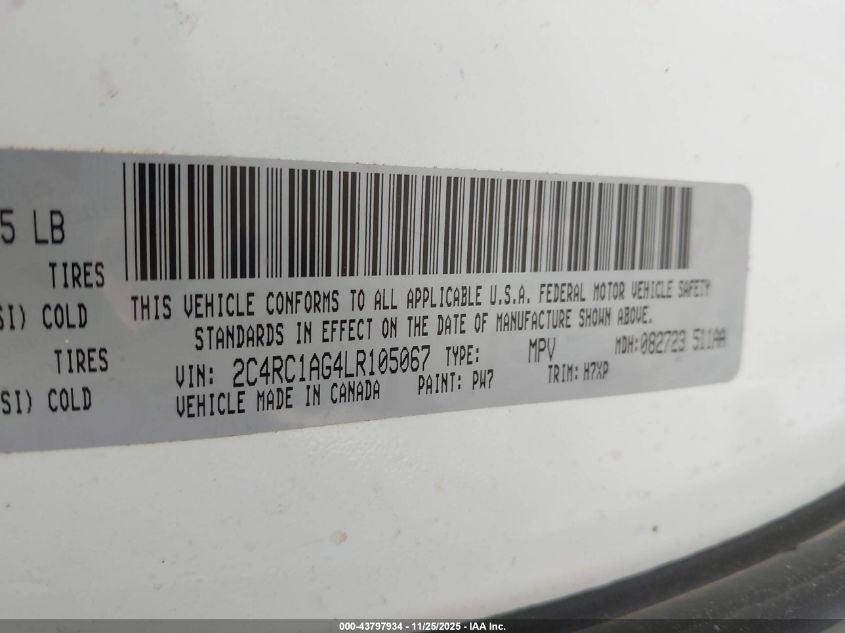 5 LB
TIRES
SI) COLD
TIRES
SI) COLD
THIS VEHICLE CONFORMS TO ALL APPLICABLE U.S.A. FEDERAL MOTOR VEHICLE SAFETY
STANDARDS IN EFFECT ON THE DATE OF MANUFACTURE SHOWN ABOVE.
VIN: 2C4RC1AG4LR105067 TYPE: MPV MDH: 082723 511AA
VEHICLE MADE IN CANADA PAINT: PW7 TRIM: H7XP
000-43797934 - 11/25/2025 - IAA Inc.